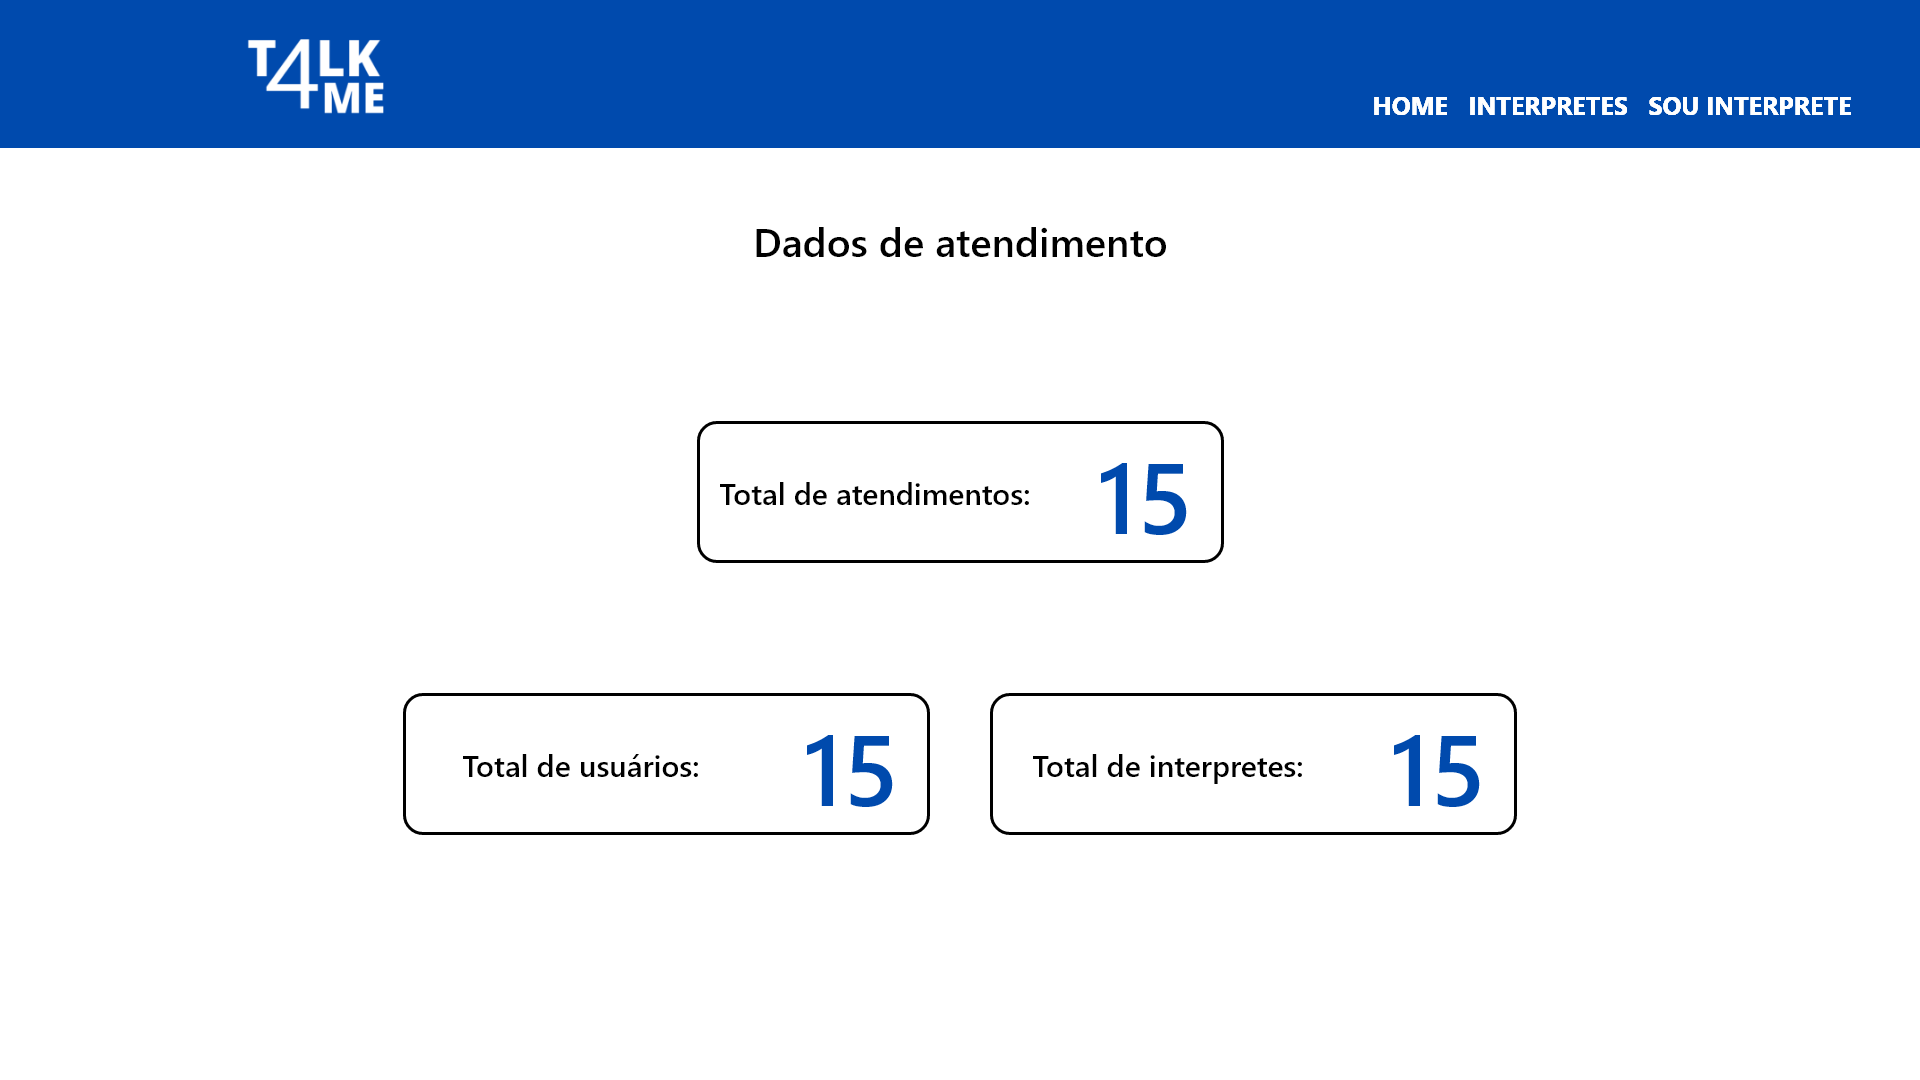 T4LK
ME
HOME INTERPRETES SOU INTERPRETE
Dados de atendimento
Total de atendimentos: 15
Total de usuários: 15
Total de interpretes: 15